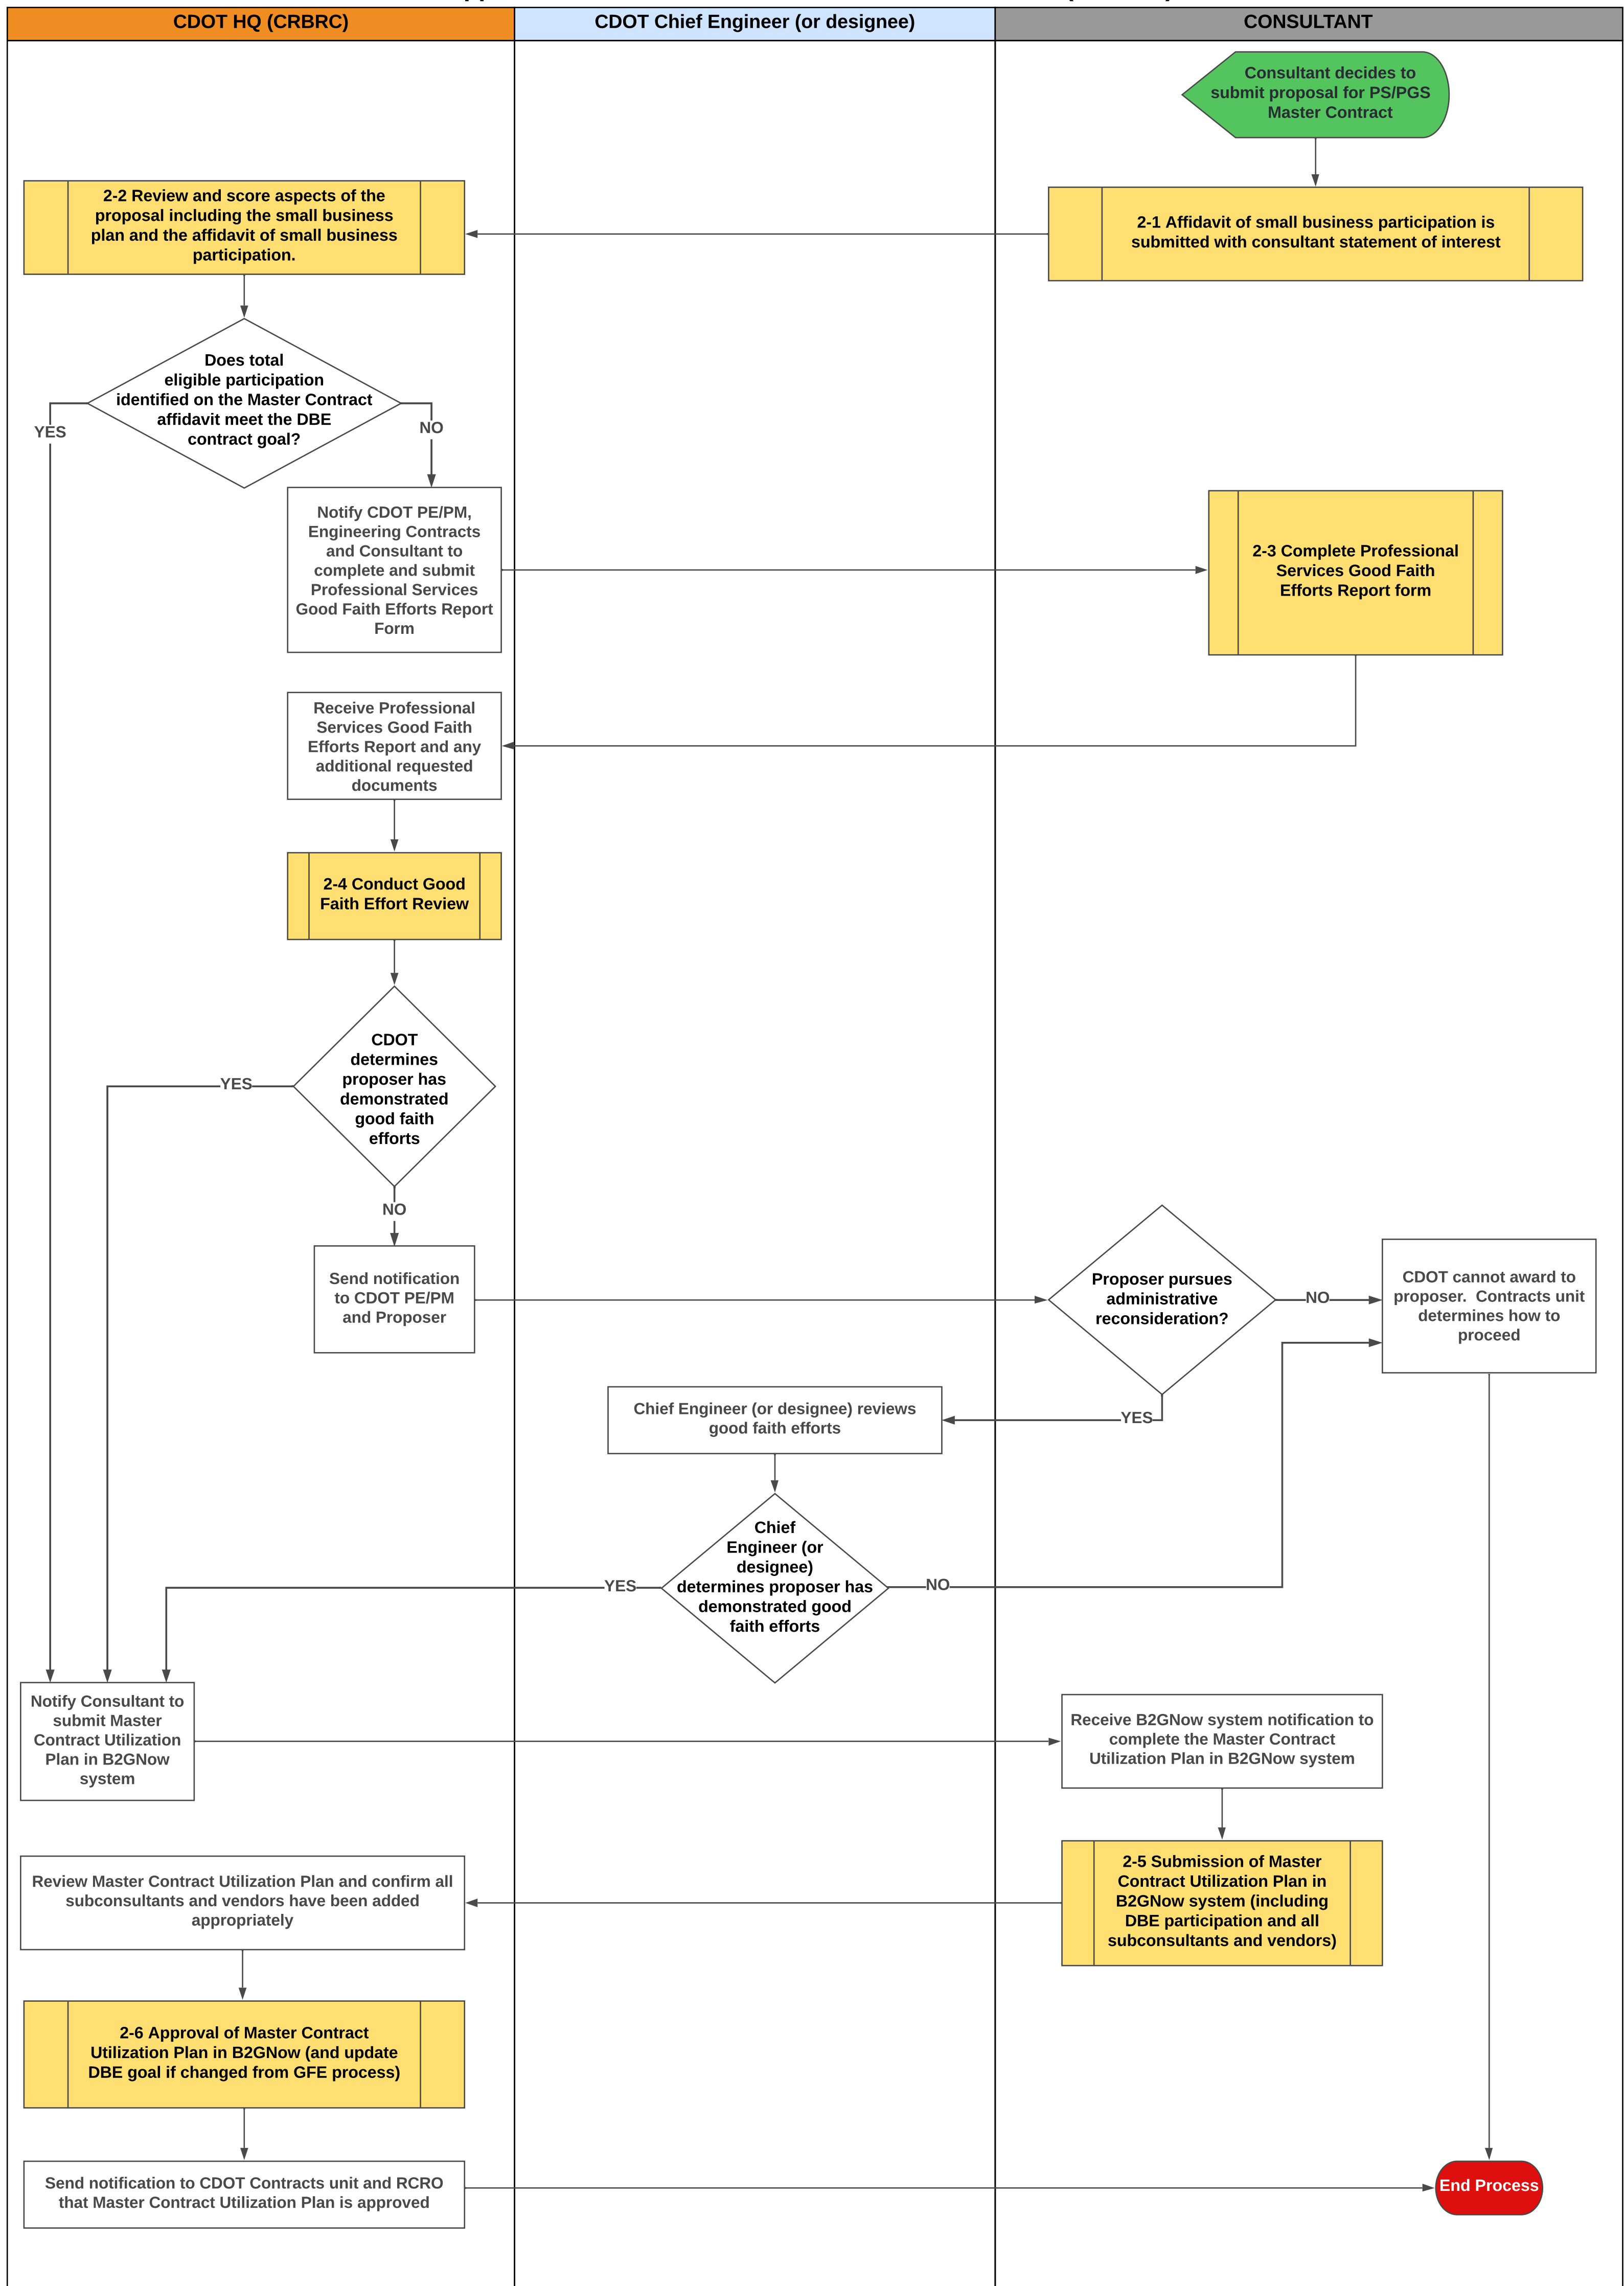 CDOT HQ (CRBRC)
CDOT Chief Engineer (or designee)
CONSULTANT
Consultant decides to
submit proposal for PS/PGS
Master Contract
2-1 Affidavit of small business participation is
submitted with consultant statement of interest
2-2 Review and score aspects of the
proposal including the small business
plan and the affidavit of small business
participation.
Does total
eligible participation
identified on the Master Contract
affidavit meet the DBE
contract goal?
YES
NO
Notify CDOT PE/PM,
Engineering Contracts
and Consultant to
complete and submit
Professional Services
Good Faith Efforts Report
Form
2-3 Complete Professional
Services Good Faith
Efforts Report form
Receive Professional
Services Good Faith
Efforts Report and any
additional requested
documents
2-4 Conduct Good
Faith Effort Review
CDOT
determines
proposer has
demonstrated
good faith
efforts
YES
NO
Send notification
to CDOT PE/PM
and Proposer
Proposer pursues
administrative
reconsideration?
NO
CDOT cannot award to
proposer.  Contracts unit
determines how to
proceed
YES
Chief Engineer (or designee) reviews
good faith efforts
Chief
Engineer (or
designee)
determines proposer has
demonstrated good
faith efforts
YES
NO
Notify Consultant to
submit Master
Contract Utilization
Plan in B2GNow
system
Receive B2GNow system notification to
complete the Master Contract
Utilization Plan in B2GNow system
2-5 Submission of Master
Contract Utilization Plan in
B2GNow system (including
DBE participation and all
subconsultants and vendors)
Review Master Contract Utilization Plan and confirm all
subconsultants and vendors have been added
appropriately
2-6 Approval of Master Contract
Utilization Plan in B2GNow (and update
DBE goal if changed from GFE process)
Send notification to CDOT Contracts unit and RCRO
that Master Contract Utilization Plan is approved
End Process